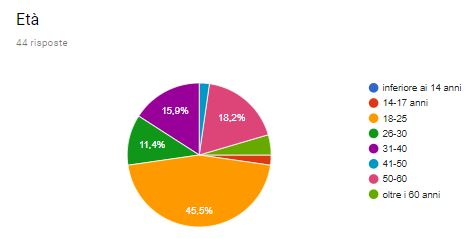 Età
44 risposte
15,9%
18,2%
11,4%
45,5%
inferiore ai 14 anni
14-17 anni
18-25
26-30
31-40
41-50
50-60
oltre i 60 anni